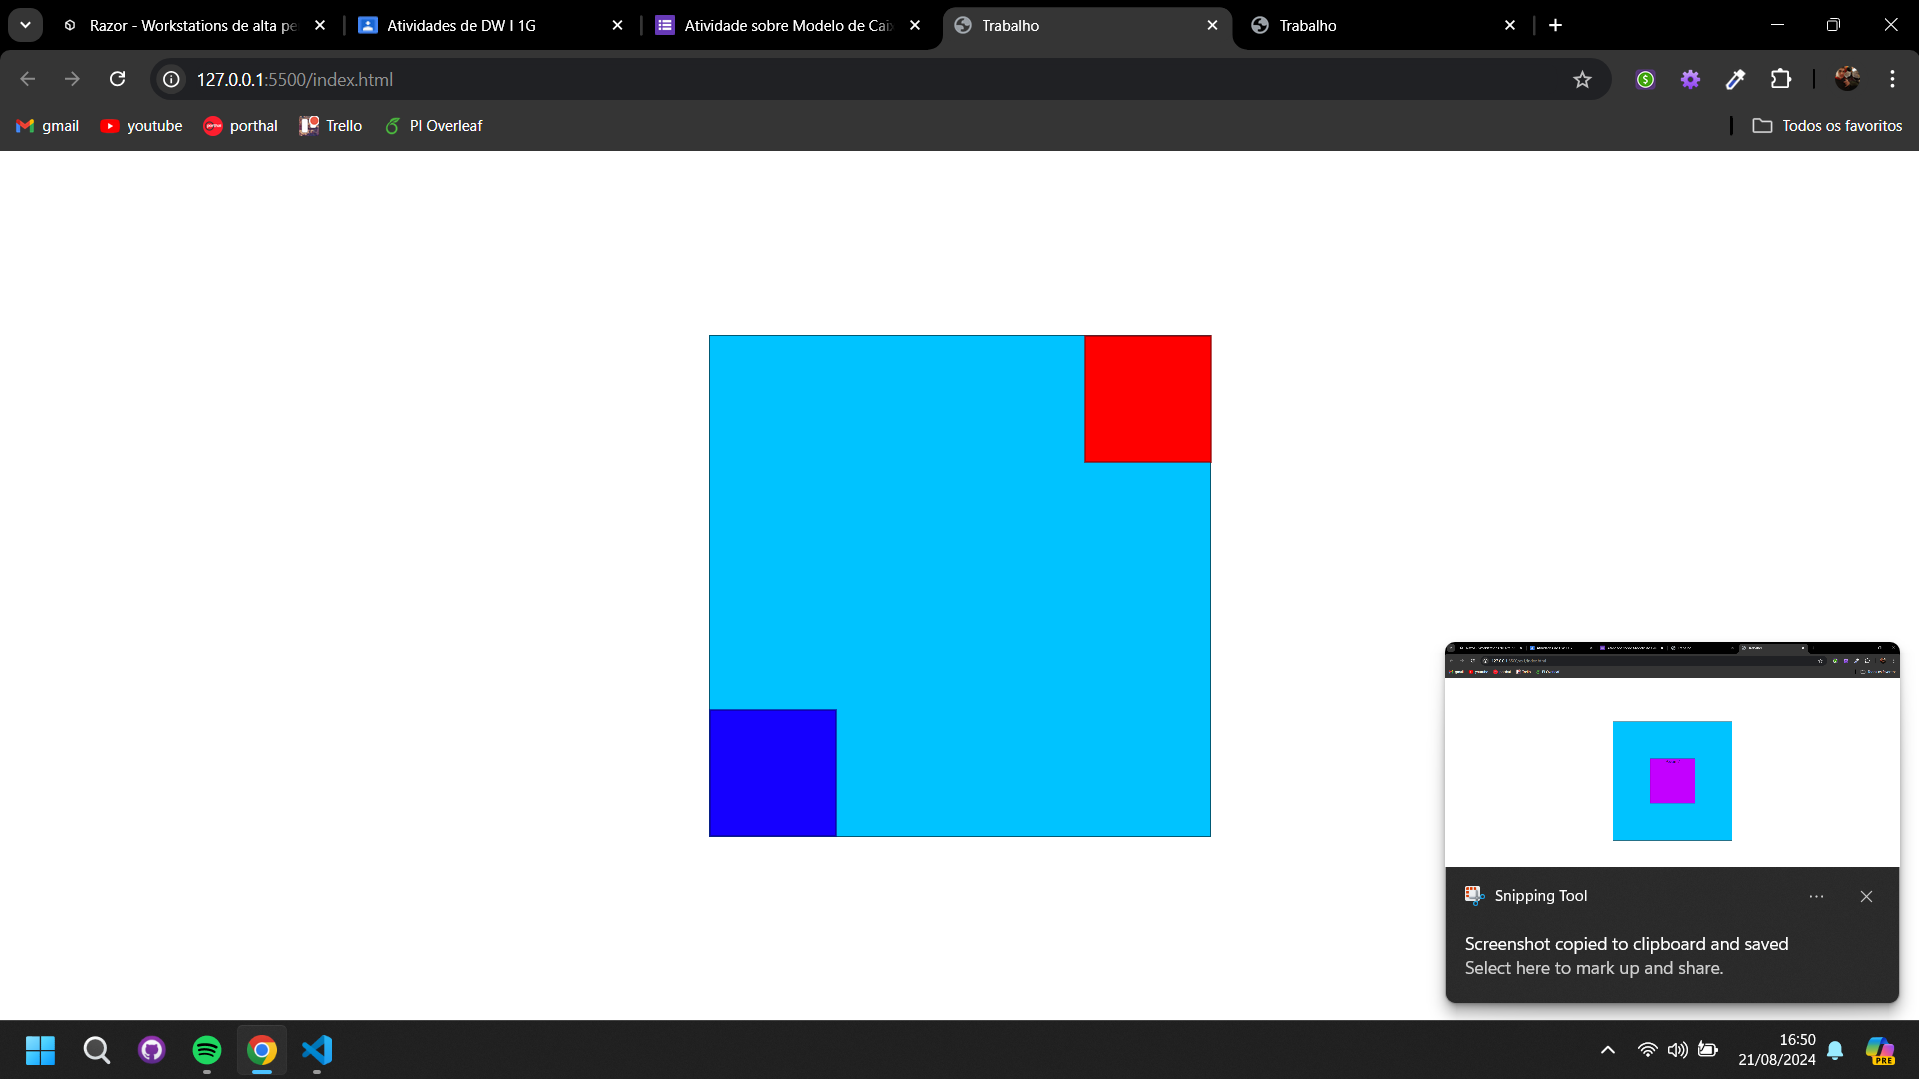 Razor - Workstations de alta pe
Atividades de DW I 1G
Atividade sobre Modelo de Caix
Trabalho
Trabalho
127.0.0.1:5500/index.html
gmail
youtube
porthal
Trello
PI Overleaf
Todos os favoritos
Snipping Tool
Screenshot copied to clipboard and saved
Select here to mark up and share.
16:50
21/08/2024
PRE